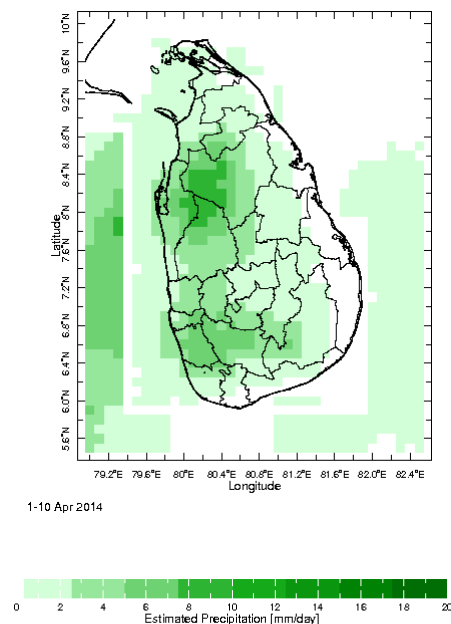 10°N
9.6°N
9.2°N
8.8°N
8.4°N
8°N
7.6°N
7.2°N
6.8°N
6.4°N
6.0°N
5.6°N
Latitude
79.2°E 79.6°E 80°E 80.4°E 80.8°E 81.2°E 81.6°E 82.0°E 82.4°E
Longitude
1-10 Apr 2014
0 2 4 6 8 10 12 14 16 18 20
Estimated Precipitation [mm/day]